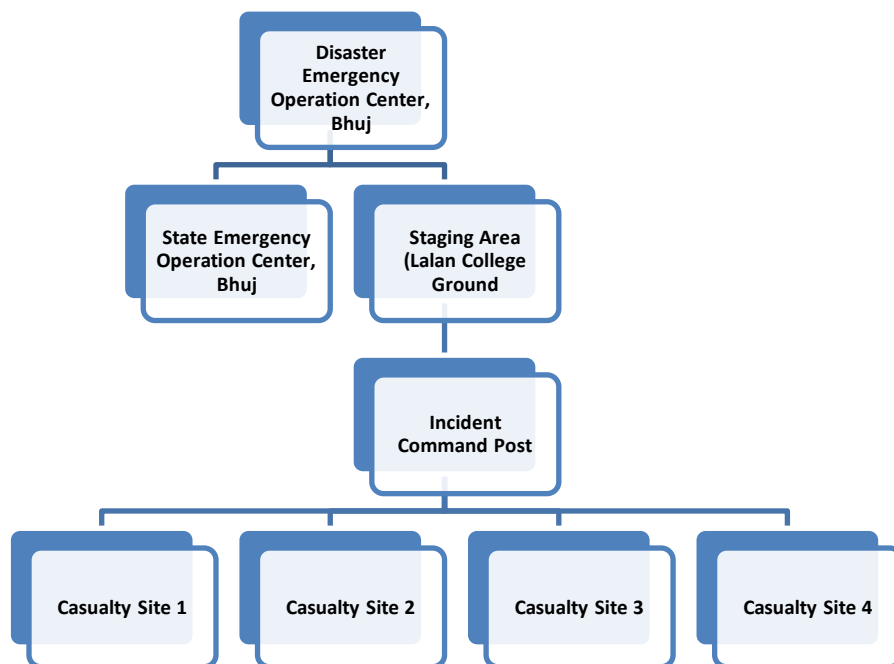 Disaster
Emergency
Operation Center,
Bhuj
State Emergency
Operation Center,
Bhuj
Staging Area
(Lalan College
Ground
Incident
Command Post
Casualty Site 1
Casualty Site 2
Casualty Site 3
Casualty Site 4